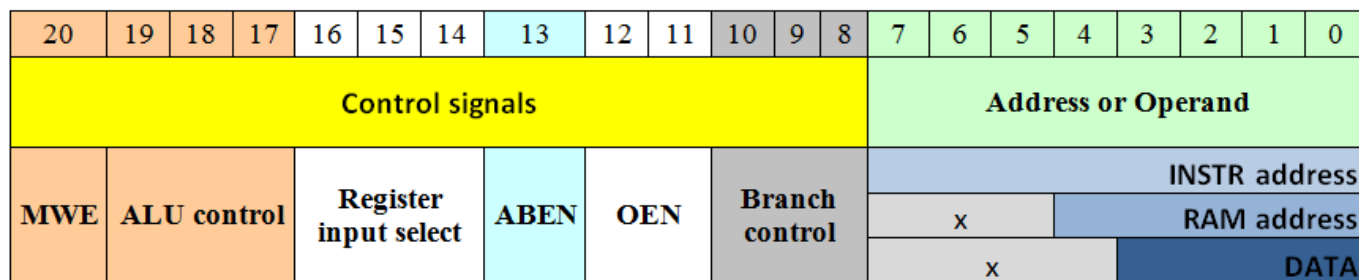 20 19 18 17 16 15 14 13 12 11 10 9 8 7 6 5 4 3 2 1 0
Control signals Address or Operand
MWE ALU control Register input select ABEN OEN Branch control INSTR address
x RAM address
x DATA